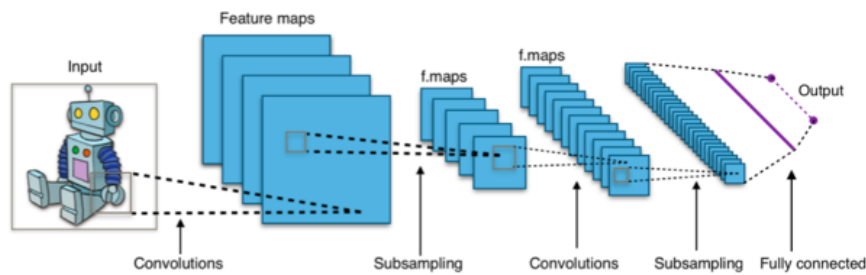 Feature maps
Input
f.maps
f.maps
Output
Convolutions
Subsampling
Convolutions
Subsampling
Fully connected